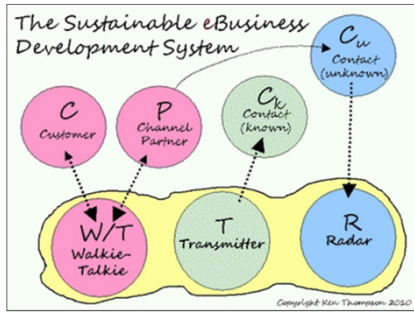 The Sustainable eBusiness
Development System
C
Customer
P
Channel
Partner
Ck
Contact
(known)
Cu
Contact
(unknown)
W/T
Walkie-
Talkie
T
Transmitter
R
Radar
Copyright Ken Thompson 2010